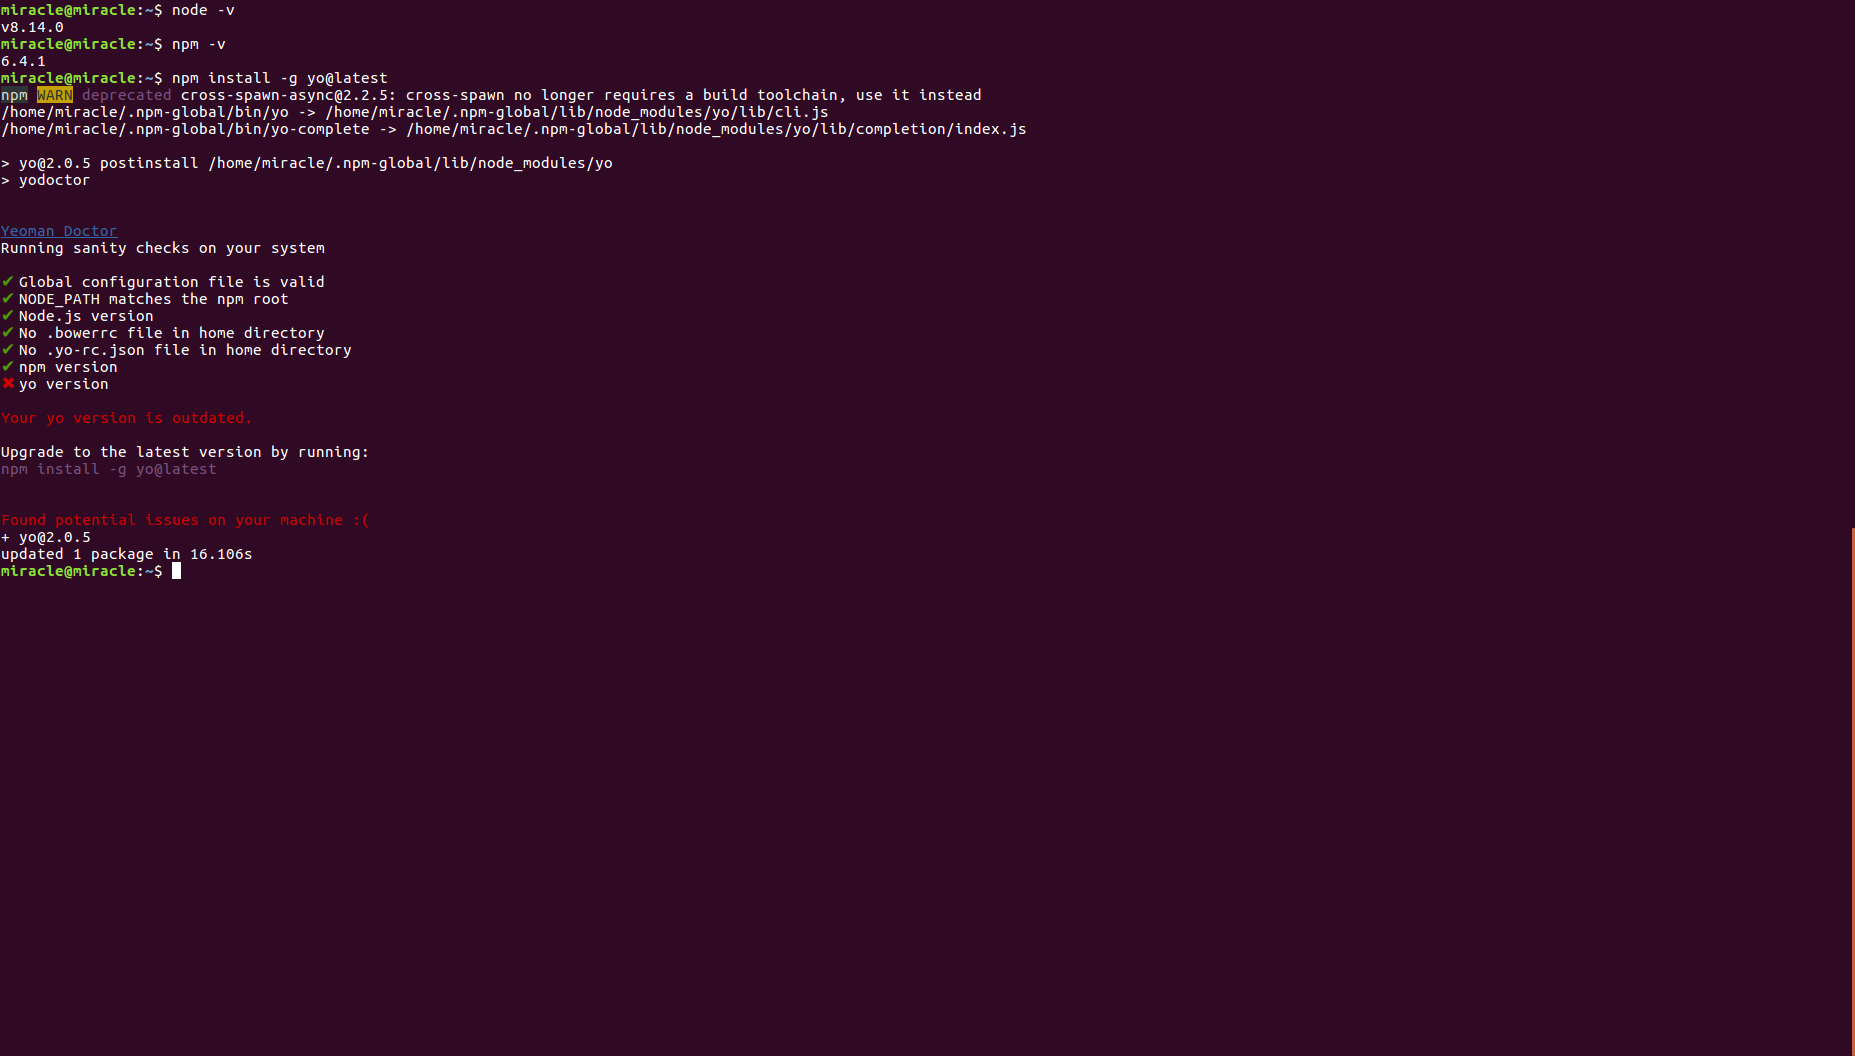 miracle@miracle:~$ node -v
v8.14.0
miracle@miracle:~$ npm -v
6.4.1
miracle@miracle:~$ npm install -g yo@latest
npm WARN deprecated cross-spawn-async@2.2.5: cross-spawn no longer requires a build toolchain, use it instead
/home/miracle/.npm-global/bin/yo -> /home/miracle/.npm-global/lib/node_modules/yo/lib/cli.js
/home/miracle/.npm-global/bin/yo-complete -> /home/miracle/.npm-global/lib/node_modules/yo/lib/completion/index.js
> yo@2.0.5 postinstall /home/miracle/.npm-global/lib/node_modules/yo
> yodoctor
Yeoman Doctor
Running sanity checks on your system
✔ Global configuration file is valid
✔ NODE_PATH matches the npm root
✔ Node.js version
✔ No .bowerrc file in home directory
✔ No .yo-rc.json file in home directory
✔ npm version
✖ yo version
Your yo version is outdated.
Upgrade to the latest version by running:
npm install -g yo@latest
Found potential issues on your machine :(
+ yo@2.0.5
updated 1 package in 16.106s
miracle@miracle:~$